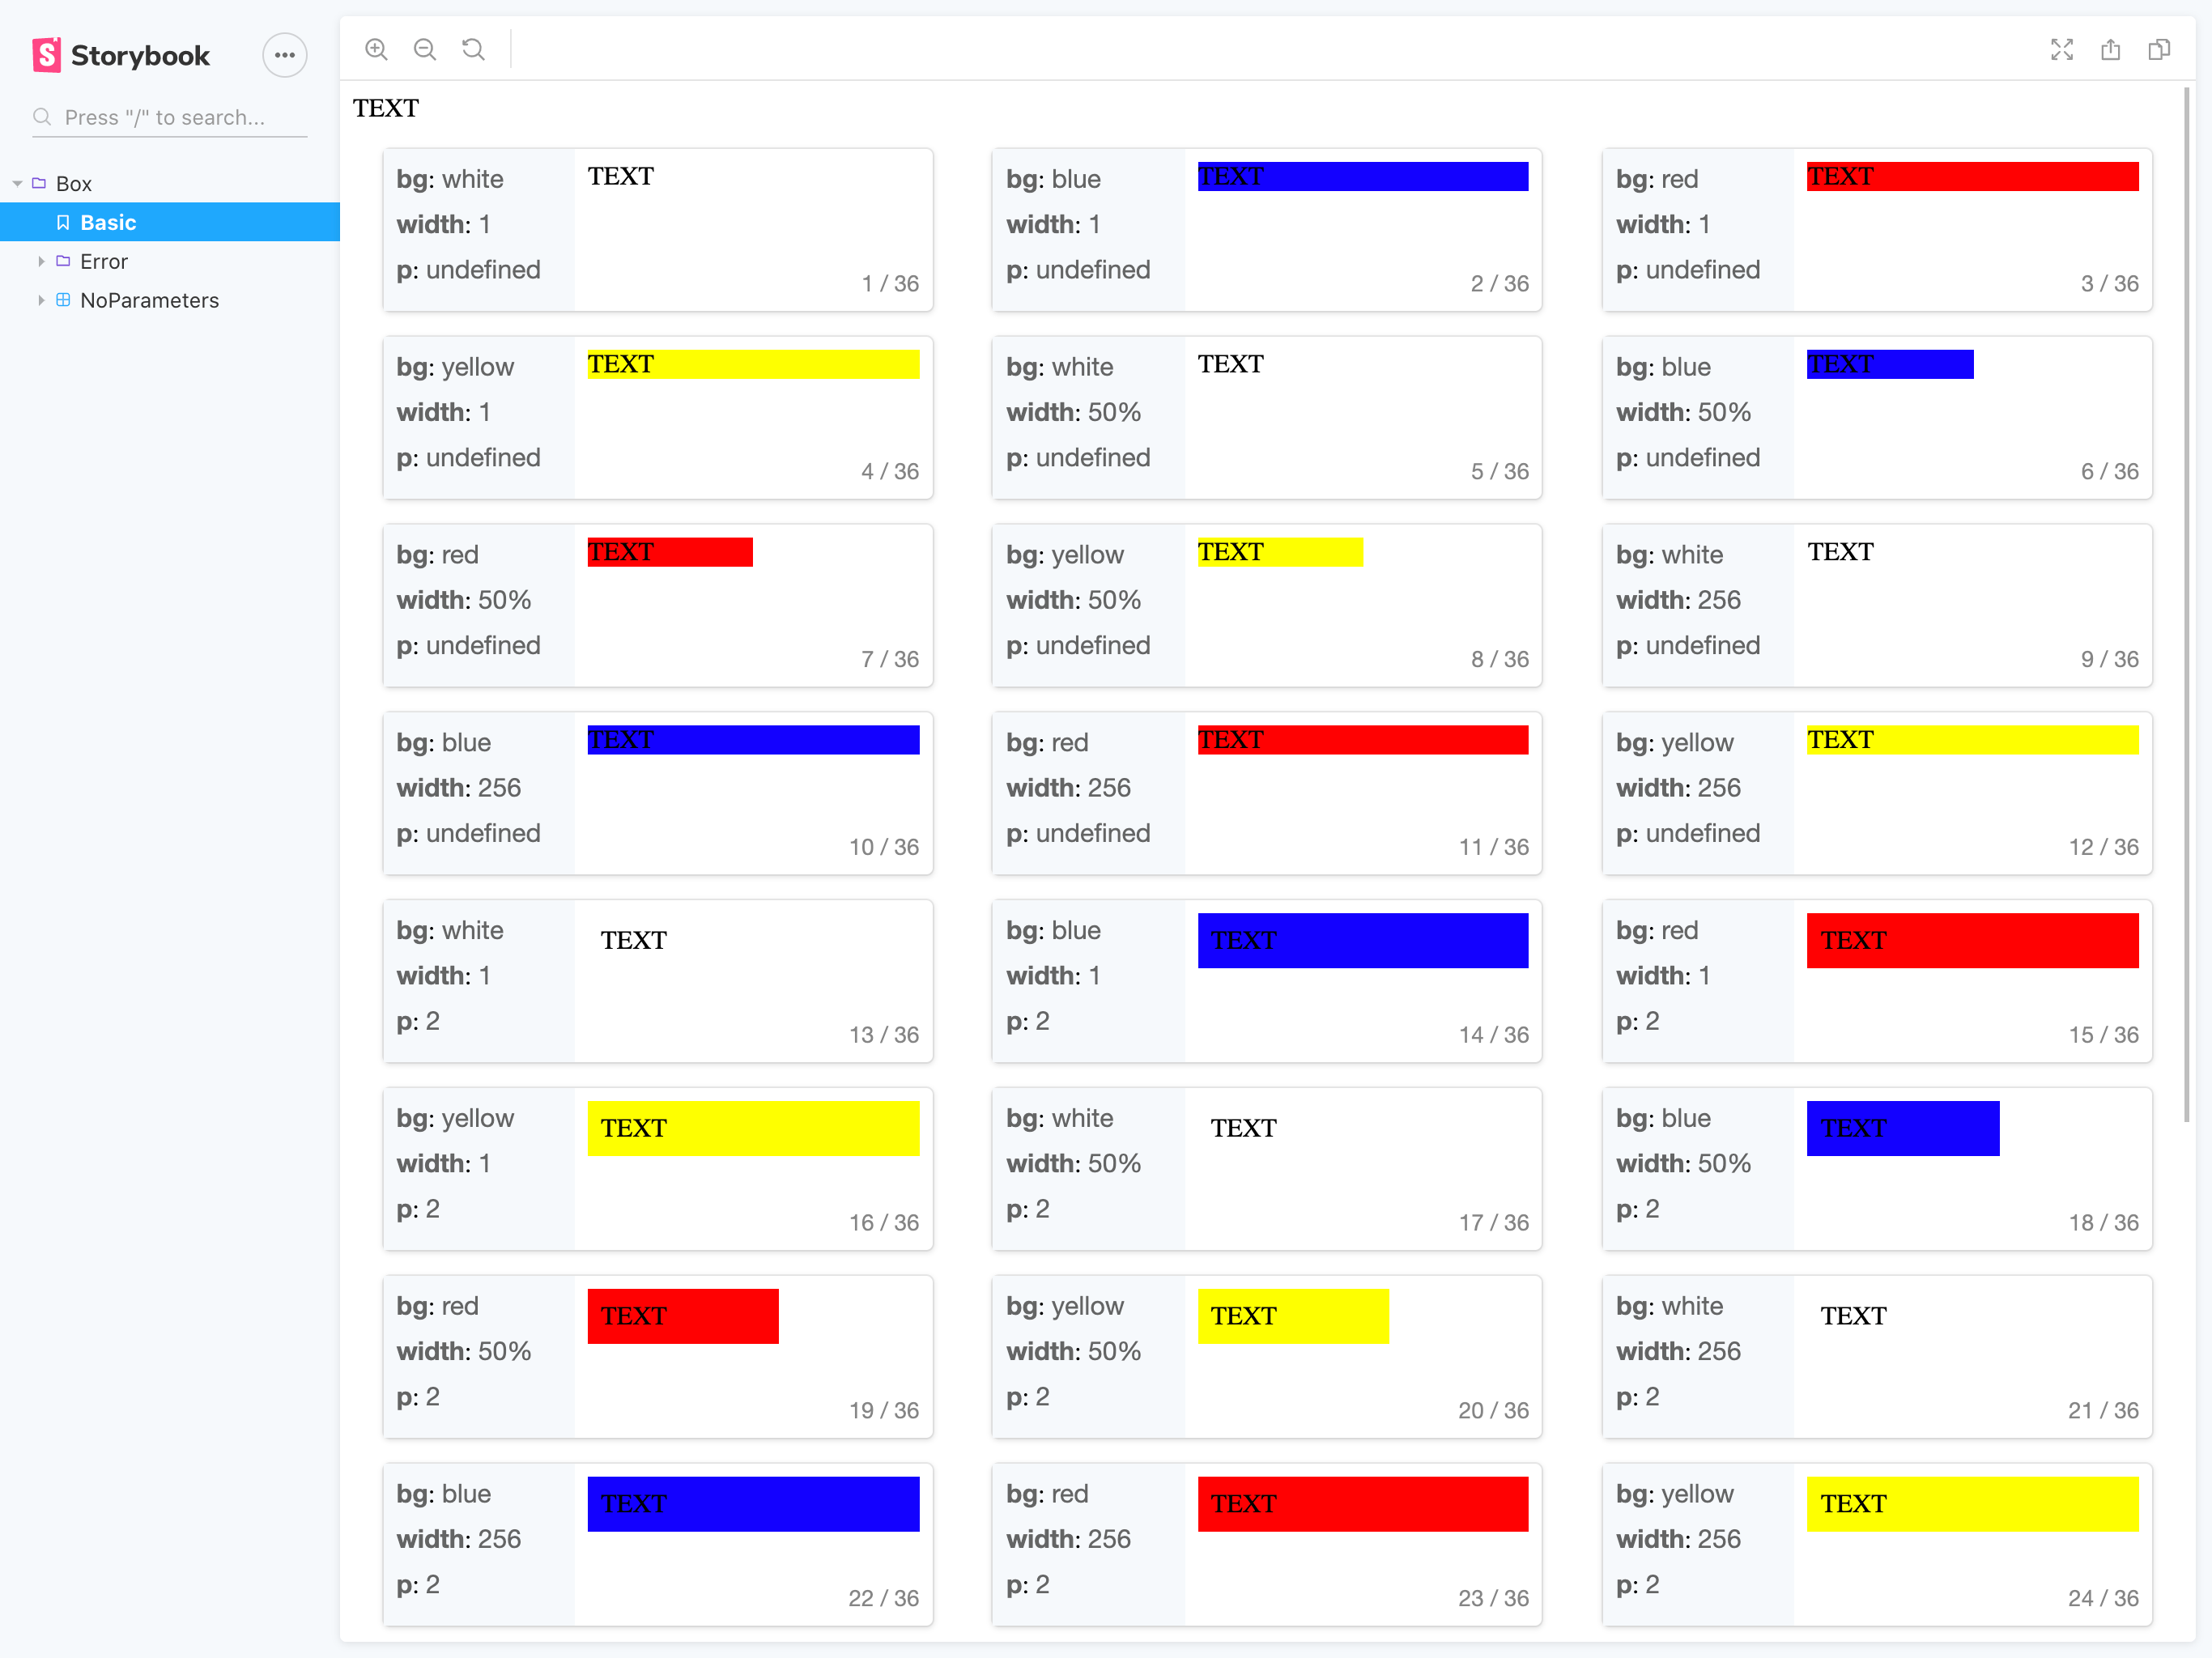 Storybook
Press "/" to search...
Box
Basic
Error
NoParameters
TEXT
bg: white
width: 1
p: undefined
TEXT
1 / 36
bg: blue
width: 1
p: undefined
TEXT
2 / 36
bg: red
width: 1
p: undefined
TEXT
3 / 36
bg: yellow
width: 1
p: undefined
TEXT
4 / 36
bg: white
width: 50%
p: undefined
TEXT
5 / 36
bg: blue
width: 50%
p: undefined
TEXT
6 / 36
bg: red
width: 50%
p: undefined
TEXT
7 / 36
bg: yellow
width: 50%
p: undefined
TEXT
8 / 36
bg: white
width: 256
p: undefined
TEXT
9 / 36
bg: blue
width: 256
p: undefined
TEXT
10 / 36
bg: red
width: 256
p: undefined
TEXT
11 / 36
bg: yellow
width: 256
p: undefined
TEXT
12 / 36
bg: white
width: 1
p: 2
TEXT
13 / 36
bg: blue
width: 1
p: 2
TEXT
14 / 36
bg: red
width: 1
p: 2
TEXT
15 / 36
bg: yellow
width: 1
p: 2
TEXT
16 / 36
bg: white
width: 50%
p: 2
TEXT
17 / 36
bg: blue
width: 50%
p: 2
TEXT
18 / 36
bg: red
width: 50%
p: 2
TEXT
19 / 36
bg: yellow
width: 50%
p: 2
TEXT
20 / 36
bg: white
width: 256
p: 2
TEXT
21 / 36
bg: blue
width: 256
p: 2
TEXT
22 / 36
bg: red
width: 256
p: 2
TEXT
23 / 36
bg: yellow
width: 256
p: 2
TEXT
24 / 36